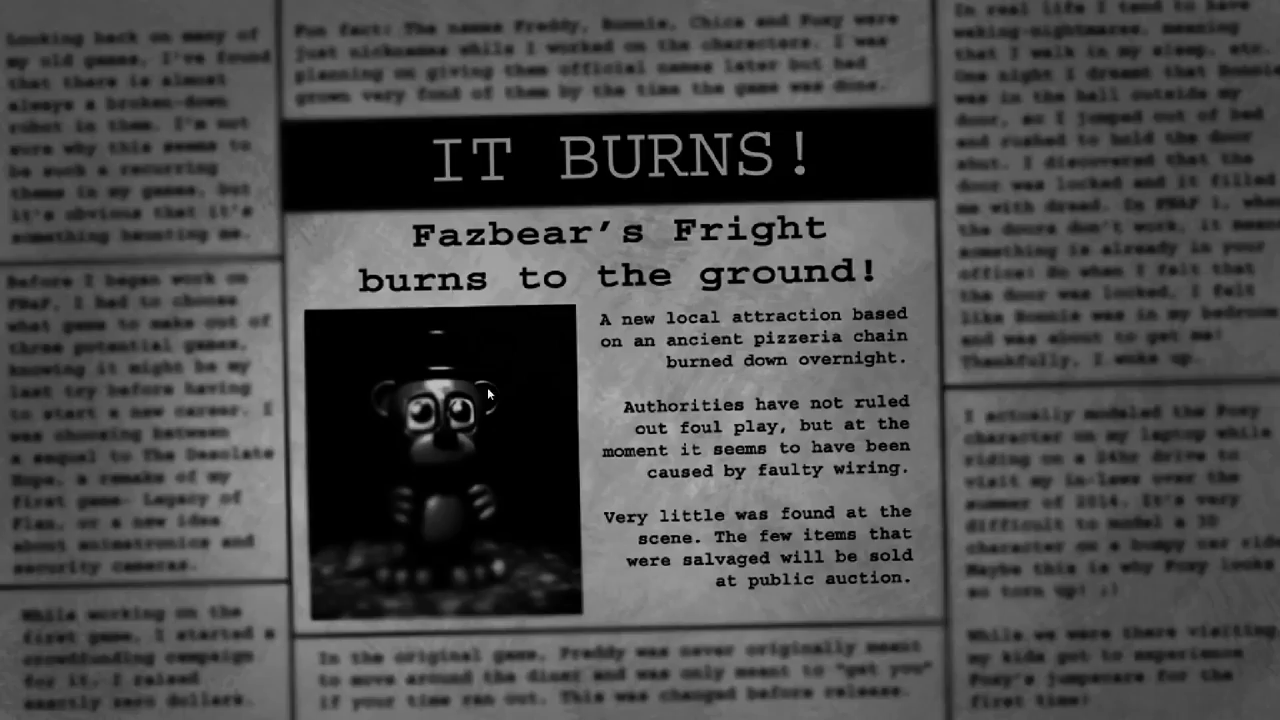 Looking back on many of
my old games, I've found
that there is almost
always a broken-down
robot in them. I'm not
sure why this seems to
be such a recurring
theme in my games, but
it's obvious that it's
something haunting me.
Before I began work on
FNaF, I had to choose
what game to make out of
three potential games,
knowing it might be my
last try before having
to start a new career. I
was choosing between
a sequel to The Desolate
Hope, a remake of my
first game- Legacy of
Flan, or a new idea
about animatronics and
security cameras.
While working on the
first game, I started a
crowdfunding campaign
for it. I raised
exactly zero dollars.
Fun fact: The names Freddy, Bonnie, Chica and Foxy were
just nicknames while I worked on the characters. I was
planning on giving them official names later but had
grown very fond of them by the time the game was done.
IT BURNS!
Fazbear's Fright
burns to the ground!
A new local attraction based
on an ancient pizzeria chain
burned down overnight.
Authorities have not ruled
out foul play, but at the
moment it seems to have been
caused by faulty wiring.
Very little was found at the
scene. The few items that
were salvaged will be sold
at public auction.
In the original game, Freddy was never originally meant
to move around the diner and was only meant to "get you"
if your time ran out. This was changed before release.
In real life I tend to have
waking-nightmares, meaning
that I walk in my sleep, etc.
One night I dreamt that Bonnie
was in the hall outside my
door, so I jumped out of bed
and rushed to hold the door
shut. I discovered that the
door was locked and it filled
me with dread. In FNAF 1, when
the doors don't work, it means
something is already in your
office! So when I felt that
the door was locked, I felt
like Bonnie was in my bedroom
and was about to get me!
Thankfully, I woke up.
I actually modeled the Foxy
character on my laptop while
riding on a 24hr drive to
visit my in-laws over the
summer of 2014. It's very
difficult to model a 3D
character on a bumpy car ride
Maybe this is why Foxy looks
so torn up! ;)
While we were there visiting
my kids got to experience
Foxy's jumpscare for the
first time!